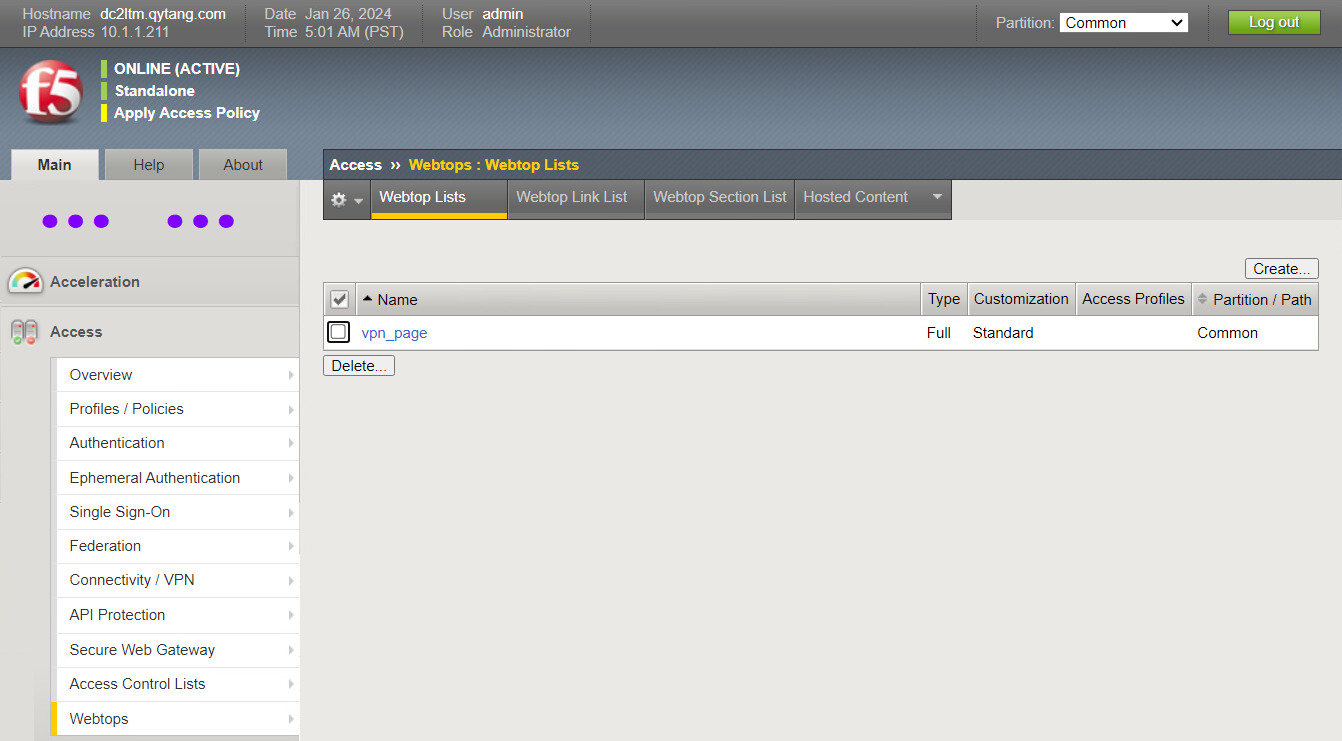 Hostname dc2ltm.qytang.com Date Jan 26, 2024 User admin
IP Address 10.1.1.211 Time 5:01 AM (PST) Role Administrator
Partition: Common Log out
f5
ONLINE (ACTIVE)
Standalone
Apply Access Policy
Main Help About
Access ›› Webtops : Webtop Lists
Webtop Lists Webtop Link List Webtop Section List Hosted Content
Acceleration
Access
Overview
Profiles / Policies
Authentication
Ephemeral Authentication
Single Sign-On
Federation
Connectivity / VPN
API Protection
Secure Web Gateway
Access Control Lists
Webtops
Create...
Name Type Customization Access Profiles Partition / Path
vpn_page Full Standard Common
Delete...